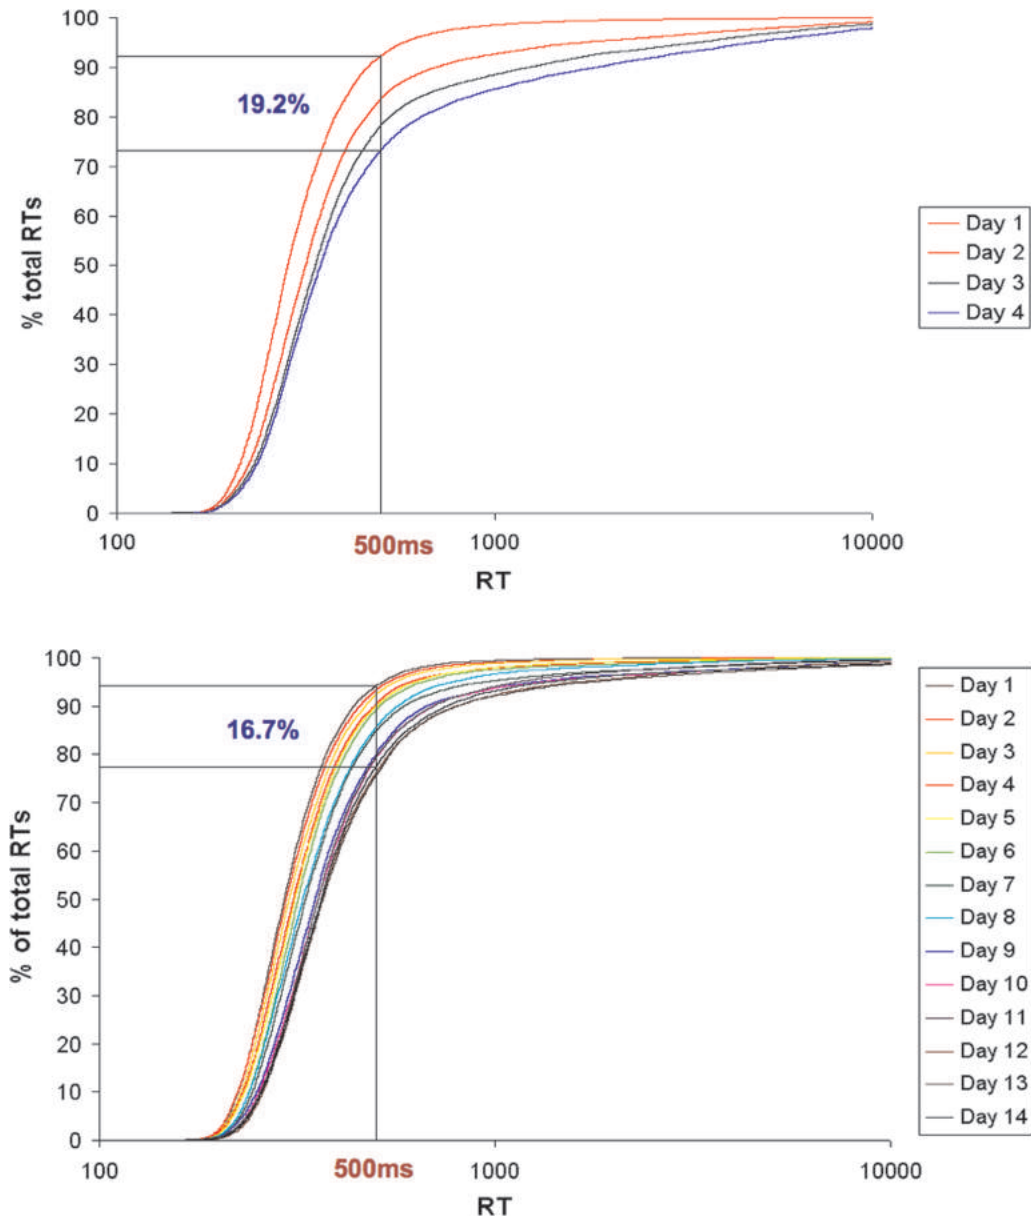 100
90
80
70
60
50
40
30
20
10
0
% total RTs
19.2%
100
500ms
1000
10000
RT
Day 1
Day 2
Day 3
Day 4
100
90
80
70
60
50
40
30
20
10
0
% of total RTs
16.7%
100
500ms
1000
10000
RT
Day 1
Day 2
Day 3
Day 4
Day 5
Day 6
Day 7
Day 8
Day 9
Day 10
Day 11
Day 12
Day 13
Day 14